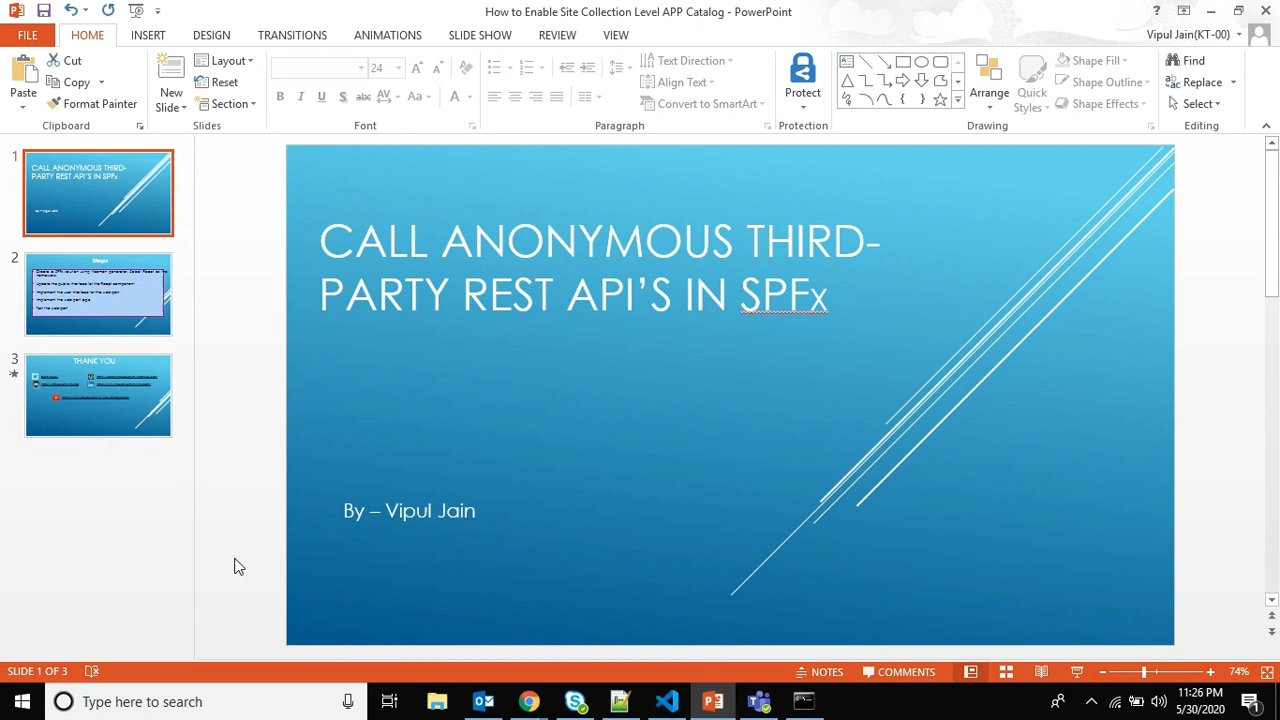 How to Enable Site Collection Level APP Catalog - PowerPoint
FILE HOME INSERT DESIGN TRANSITIONS ANIMATIONS SLIDE SHOW REVIEW VIEW
Vipul Jain(KT-00)
Paste
Cut
Copy
Format Painter
Clipboard
New Slide
Layout
Reset
Section
Slides
24
Font
Text Direction
Align Text
Convert to SmartArt
Paragraph
Protect
Protection
Arrange
Quick Styles
Shape Fill
Shape Outline
Shape Effects
Drawing
Find
Replace
Select
Editing
1
CALL ANONYMOUS THIRD-
PARTY REST API'S IN SPFx
2
Steps
3
THANK YOU
CALL ANONYMOUS THIRD-
PARTY REST API’S IN SPFx
By – Vipul Jain
SLIDE 1 OF 3
NOTES
COMMENTS
74%
Type here to search
11:26 PM
5/30/2020